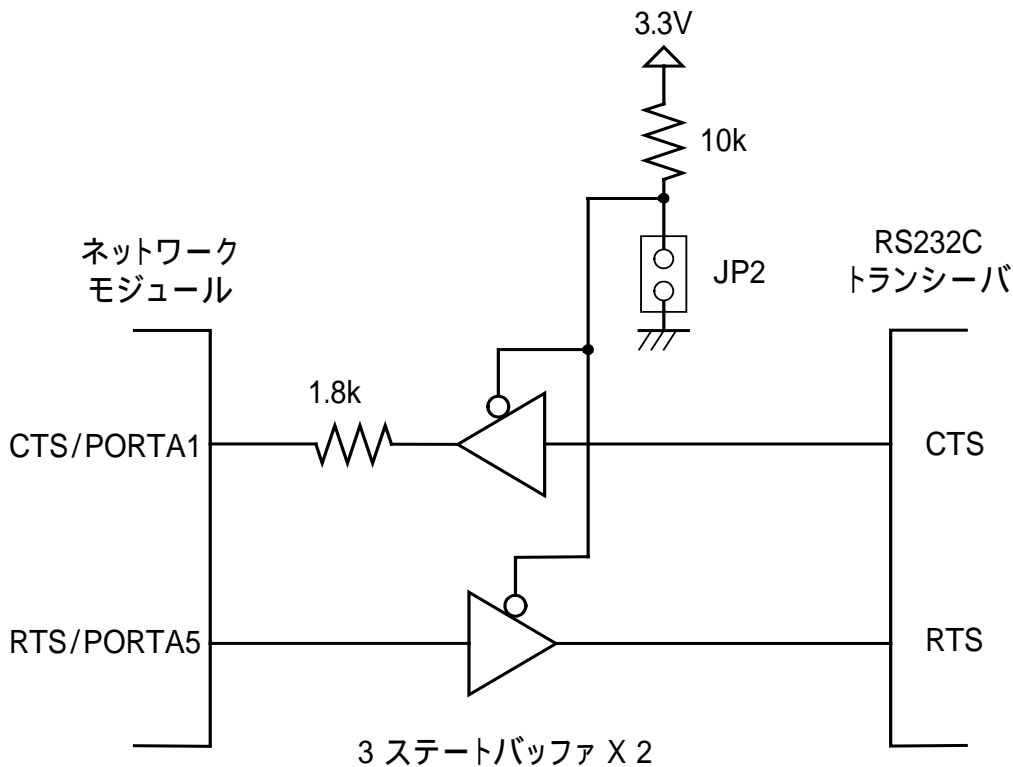 3.3V
10k
ネットワーク
モジュール
JP2
RS232C
トランシーバ
1.8k
CTS/PORTA1
CTS
RTS/PORTA5
RTS
3 ステートバッファ X 2